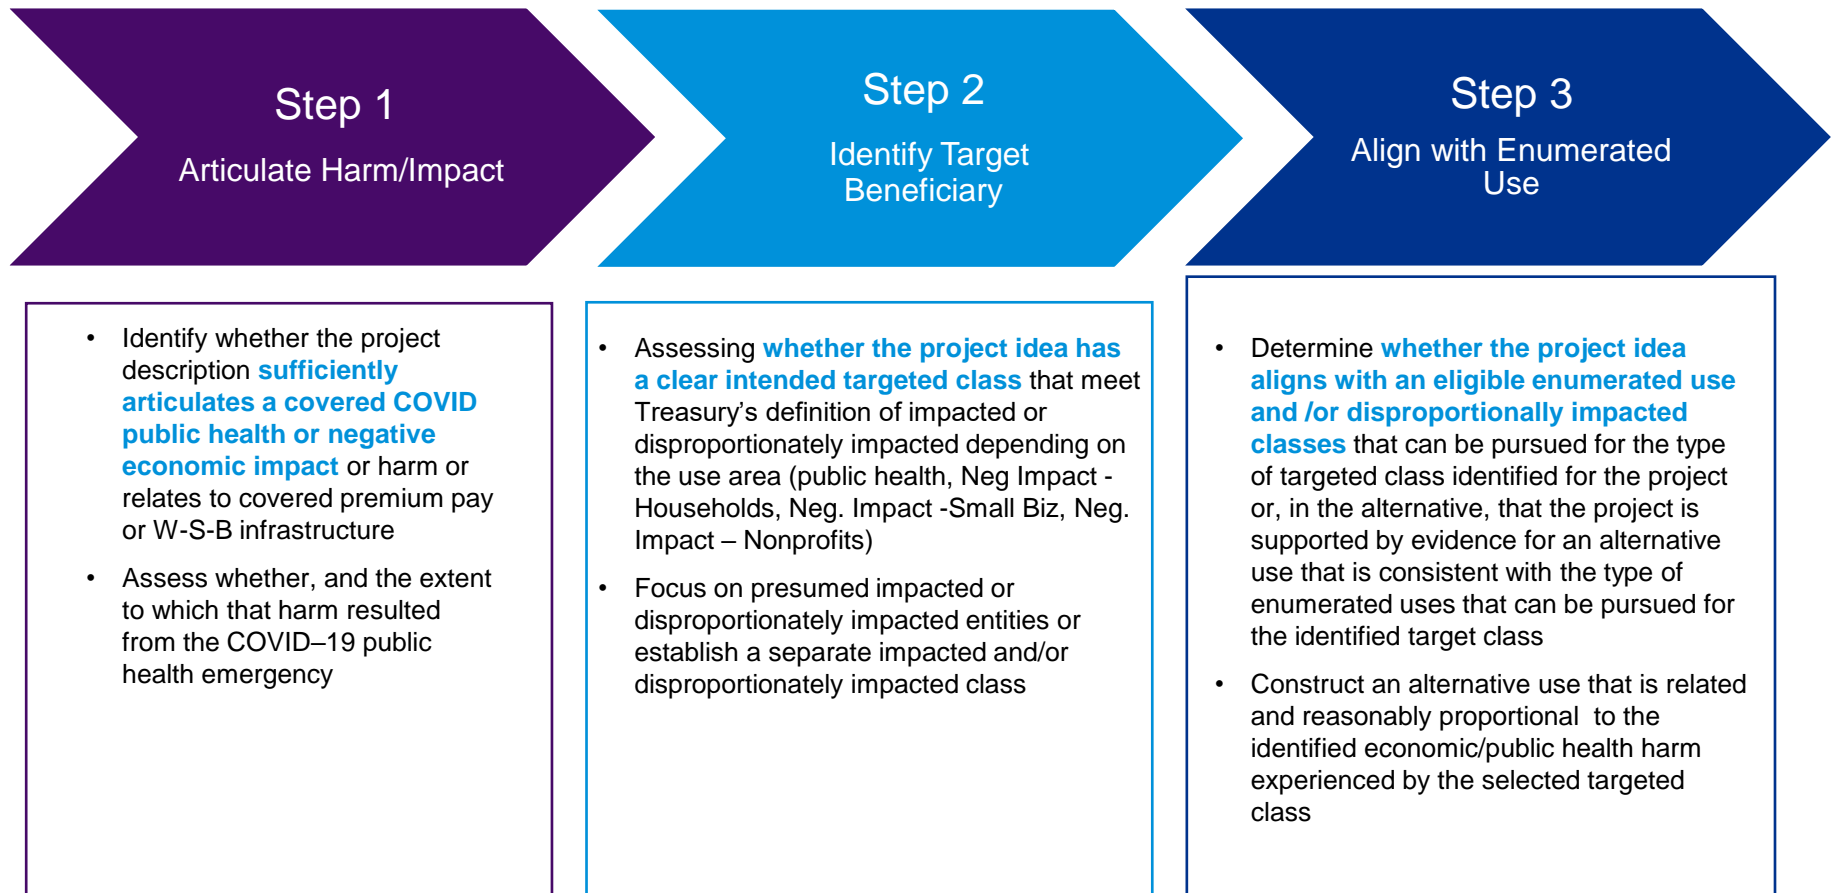 Step 1
Articulate Harm/Impact
Step 2
Identify Target
Beneficiary
Step 3
Align with Enumerated
Use
• Identify whether the project
description sufficiently
articulates a covered COVID
public health or negative
economic impact or harm or
relates to covered premium pay
or W-S-B infrastructure
• Assess whether, and the extent
to which that harm resulted
from the COVID–19 public
health emergency
• Assessing whether the project idea has
a clear intended targeted class that meet
Treasury’s definition of impacted or
disproportionately impacted depending on
the use area (public health, Neg Impact -
Households, Neg. Impact -Small Biz, Neg.
Impact – Nonprofits)
• Focus on presumed impacted or
disproportionately impacted entities or
establish a separate impacted and/or
disproportionately impacted class
• Determine whether the project idea
aligns with an eligible enumerated use
and /or disproportionally impacted
classes that can be pursued for the type
of targeted class identified for the project
or, in the alternative, that the project is
supported by evidence for an alternative
use that is consistent with the type of
enumerated uses that can be pursued for
the identified target class
• Construct an alternative use that is related
and reasonably proportional  to the
identified economic/public health harm
experienced by the selected targeted
class